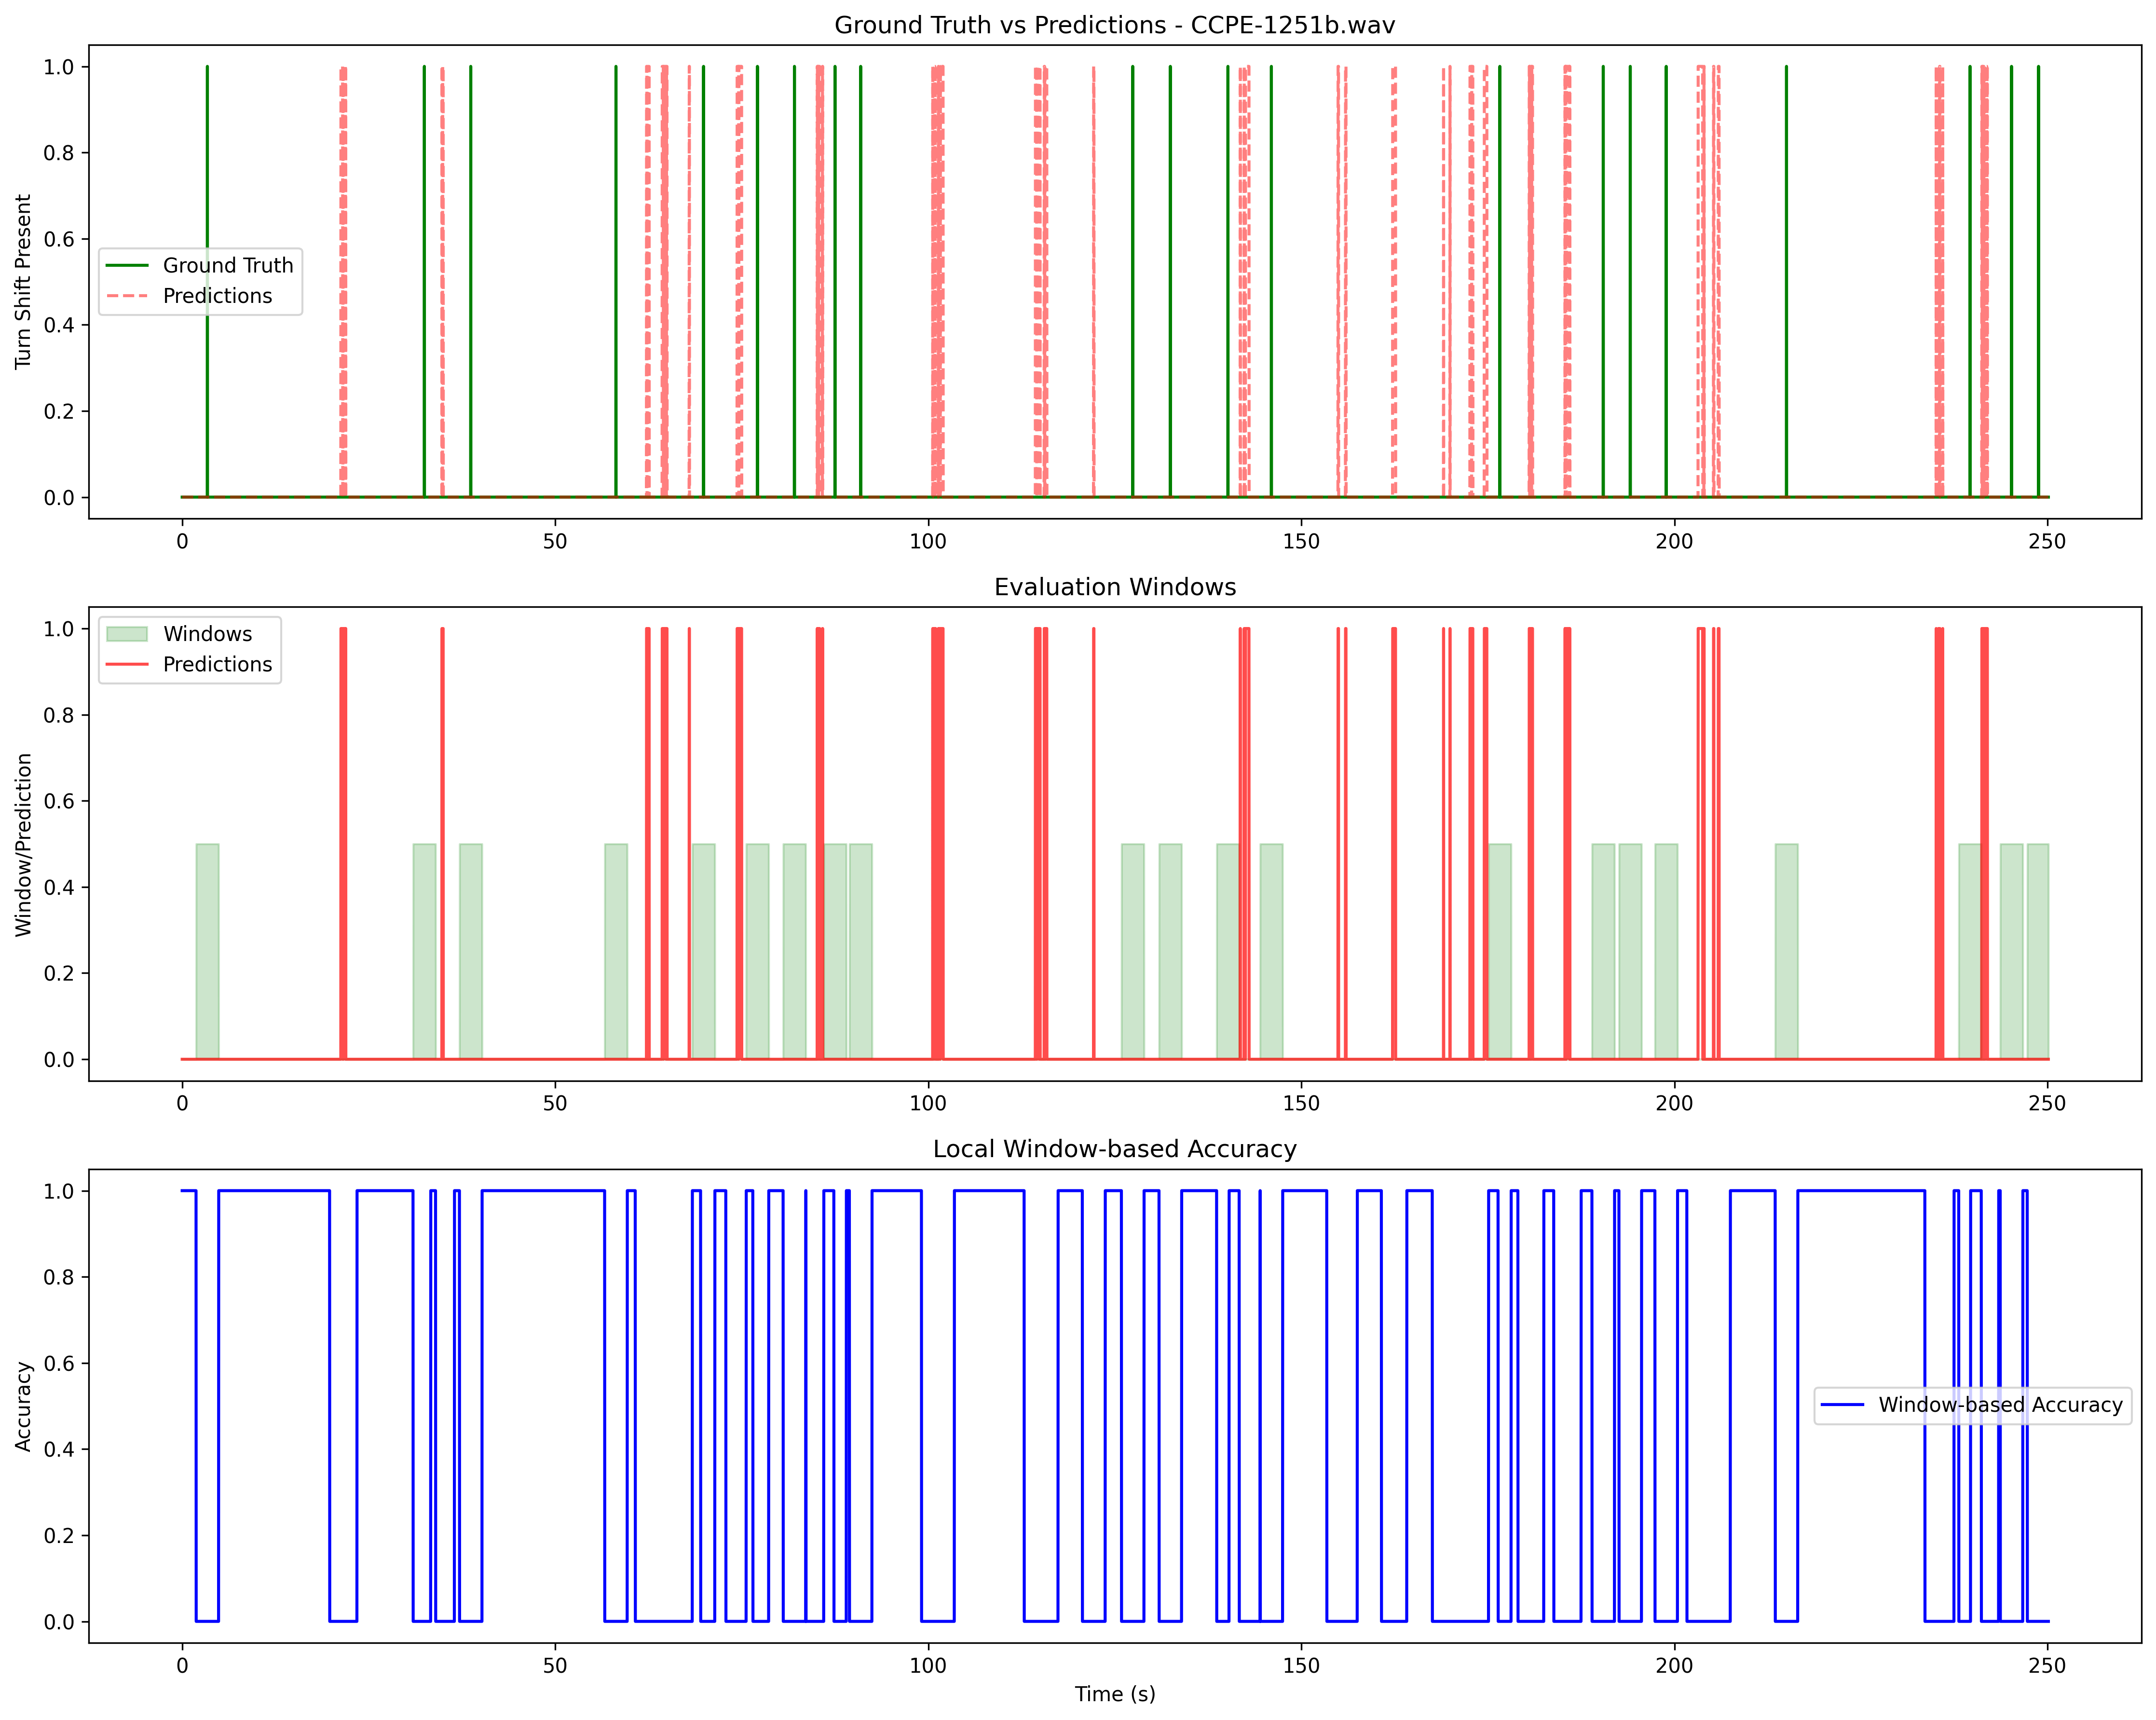 Ground Truth vs Predictions - CCPE-1251b.wav
1.0
0.8
0.6
0.4
0.2
0.0
Turn Shift Present
Ground Truth
Predictions
0 50 100 150 200 250
Evaluation Windows
1.0
0.8
0.6
0.4
0.2
0.0
Window/Prediction
Windows
Predictions
0 50 100 150 200 250
Local Window-based Accuracy
1.0
0.8
0.6
0.4
0.2
0.0
Accuracy
Window-based Accuracy
0 50 100 150 200 250
Time (s)